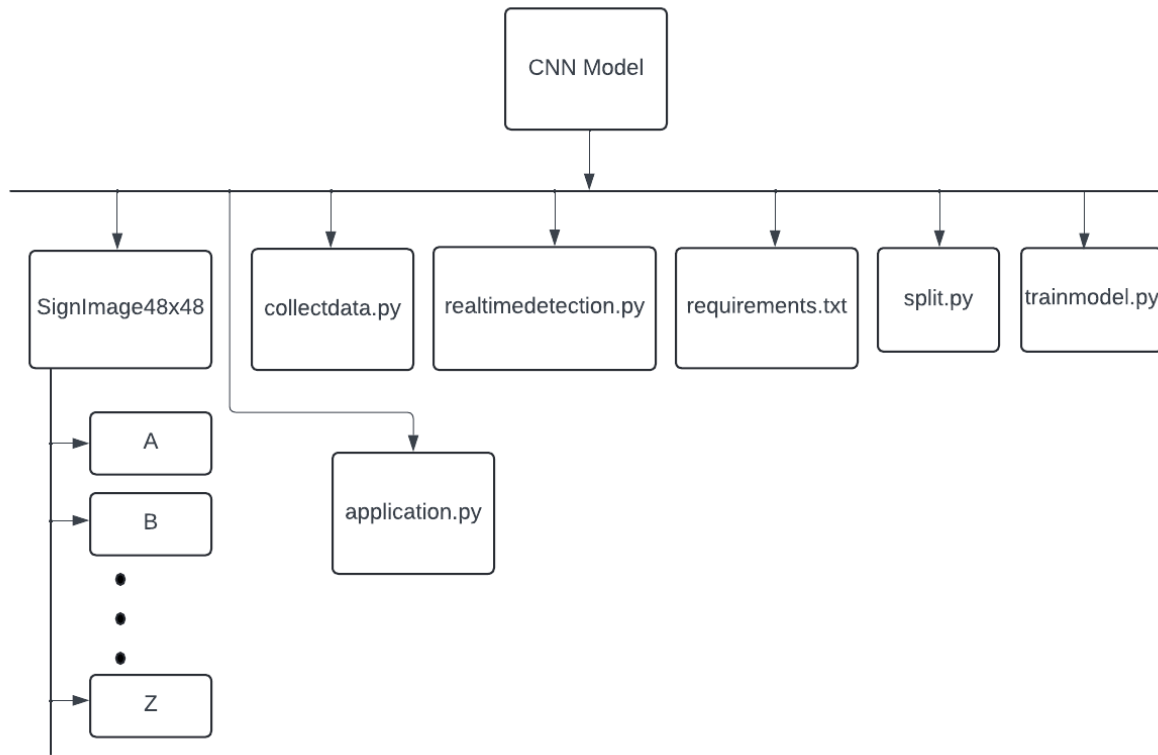 CNN Model
SignImage48x48
collectdata.py
realtimedetection.py
requirements.txt
split.py
trainmodel.py
A
B
application.py
Z